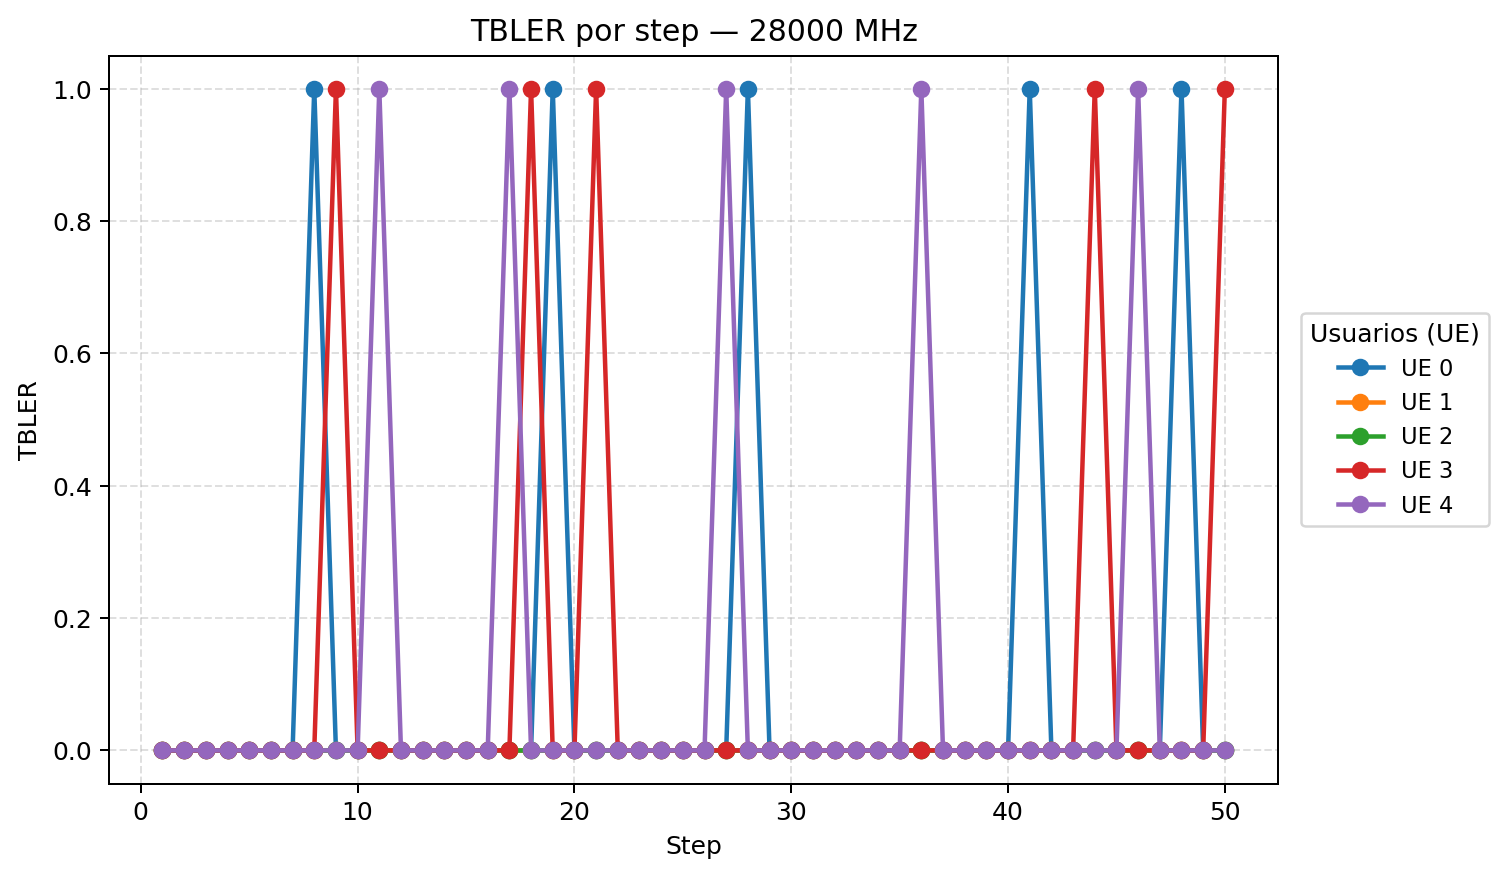 TBLER por step — 28000 MHz
1.0
0.8
0.6
0.4
0.2
0.0
TBLER
0 10 20 30 40 50
Step
Usuarios (UE)
UE 0
UE 1
UE 2
UE 3
UE 4